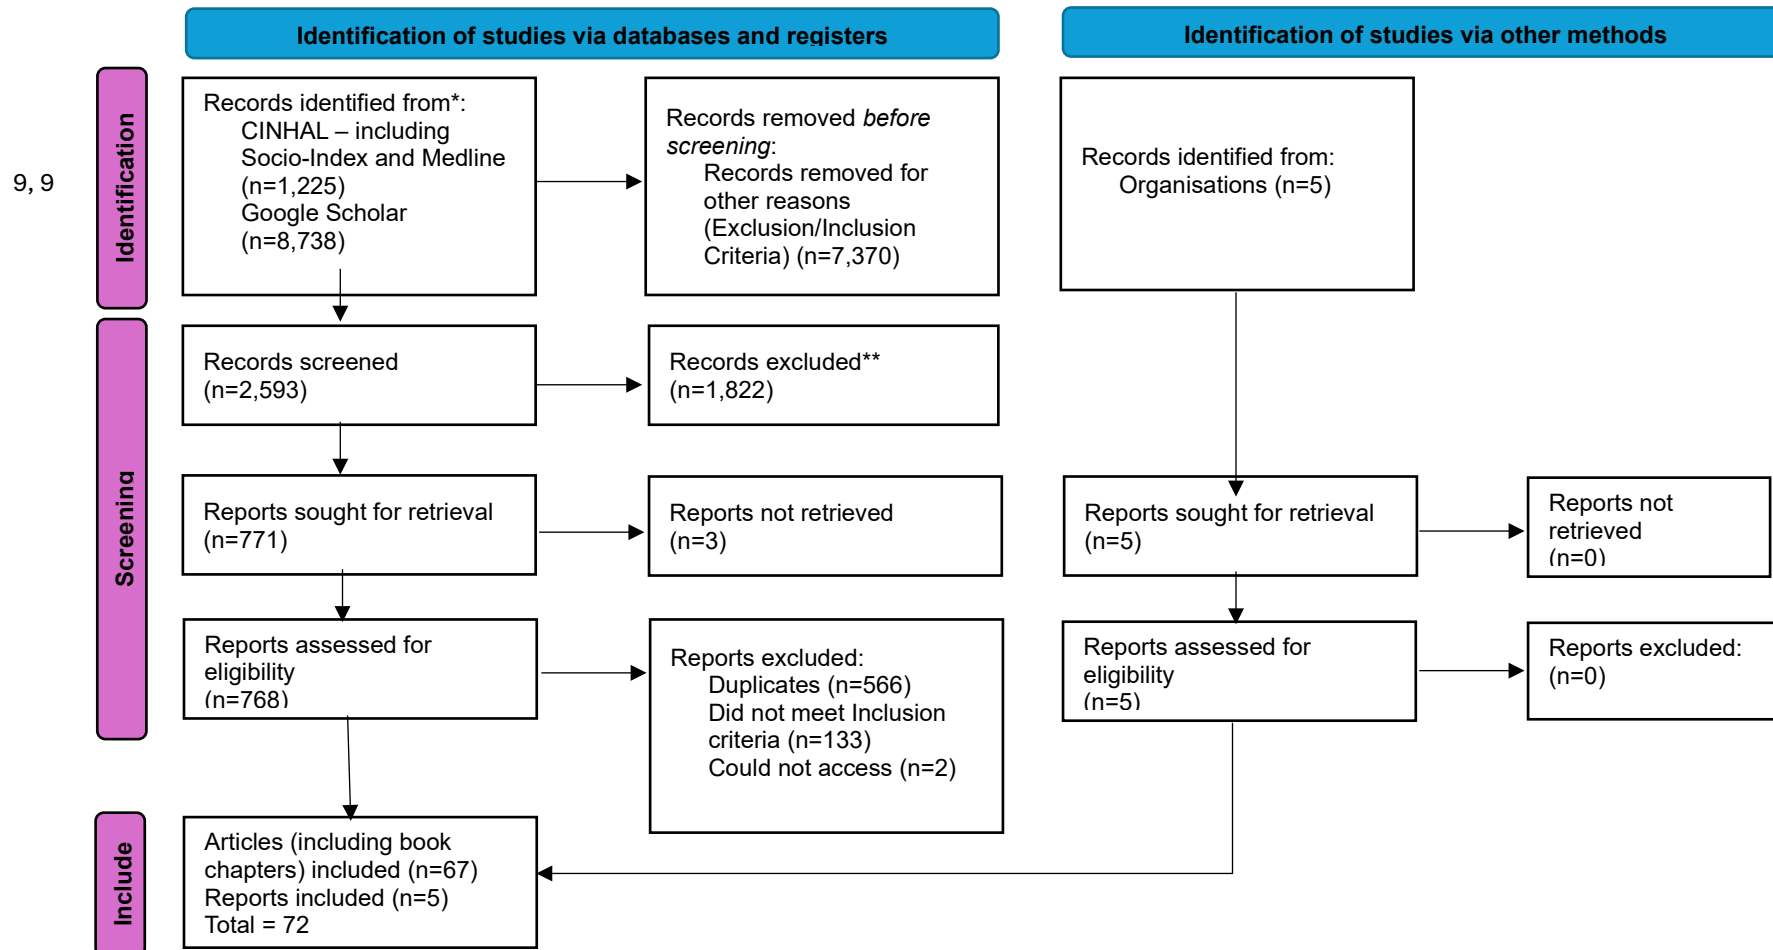 Identification of studies via databases and registers
Identification of studies via other methods
9, 9
Identification
Records identified from*:
CINHAL – including
Socio-Index and Medline
(n=1,225)
Google Scholar
(n=8,738)
Records removed before
screening:
Records removed for
other reasons
(Exclusion/Inclusion
Criteria) (n=7,370)
Records identified from:
Organisations (n=5)
Screening
Records screened
(n=2,593)
Records excluded**
(n=1,822)
Reports sought for retrieval
(n=771)
Reports not retrieved
(n=3)
Reports sought for retrieval
(n=5)
Reports not
retrieved
(n=0)
Reports assessed for
eligibility
(n=768)
Reports excluded:
Duplicates (n=566)
Did not meet Inclusion
criteria (n=133)
Could not access (n=2)
Reports assessed for
eligibility
(n=5)
Reports excluded:
(n=0)
Include
Articles (including book
chapters) included (n=67)
Reports included (n=5)
Total = 72